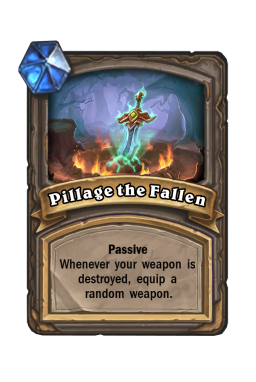 Pillage the Fallen
Passive
Whenever your weapon is
destroyed, equip a
random weapon.